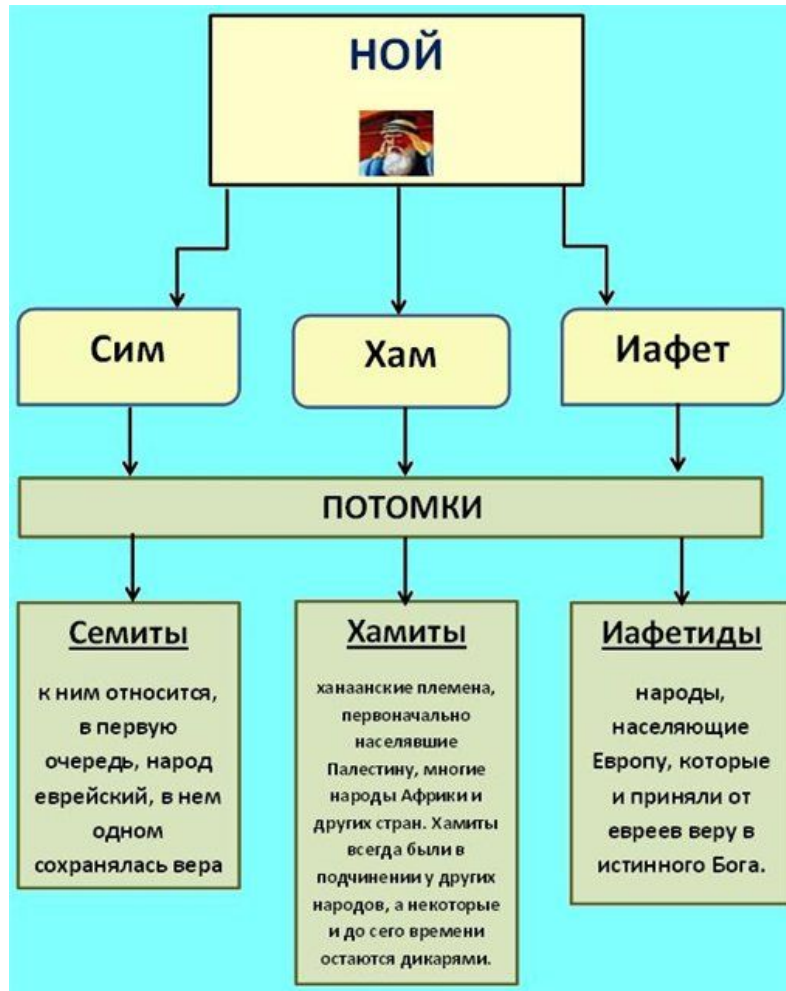 НОЙ
Сим
Хам
Иафет
ПОТОМКИ
Семиты
к ним относится,
в первую
очередь, народ
еврейский, в нем
одном
сохранялась вера
Хамиты
ханаанские племена,
первоначально
населявшие
Палестину, многие
народы Африки и
других стран. Хамиты
всегда были в
подчинении у других
народов, а некоторые
и до сего времени
остаются дикарями.
Иафетиды
народы,
населяющие
Европу, которые
и приняли от
евреев веру в
истинного Бога.